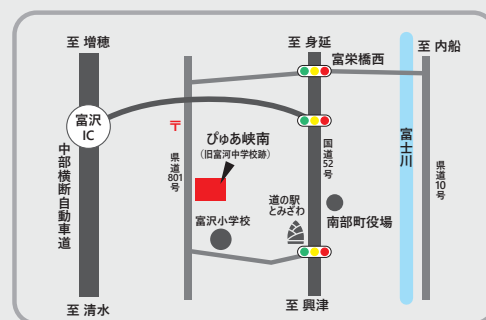 至 増穂
至 身延
富栄橋西
至 内船
富沢
IC
〒
ぴゅあ峡南
(旧富河中学校跡)
中部横断自動車道
県道801号
国道52号
富士川
県道10号
道の駅
とみざわ
富沢小学校
南部町役場
至 清水
至 興津